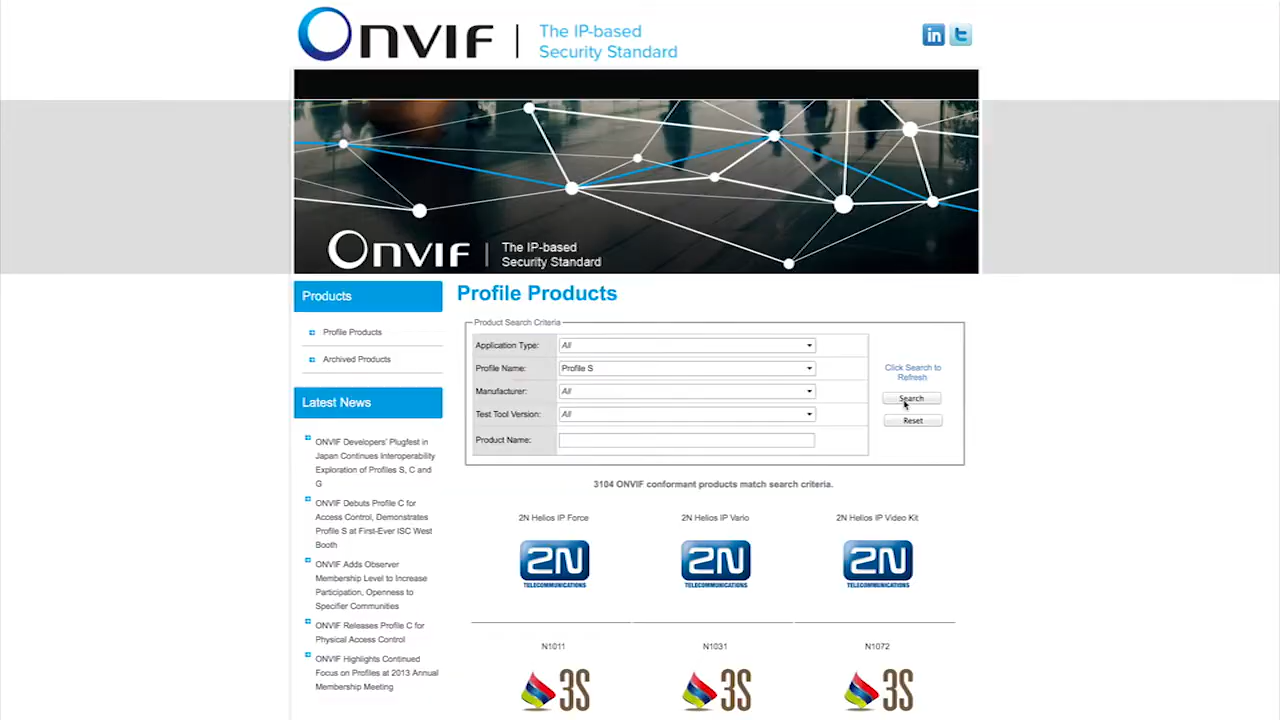 ONVIF
The IP-based
Security Standard
in
t
ONVIF
The IP-based
Security Standard
Products
Profile Products
Archived Products
Latest News
ONVIF Developers' Plugfest in
Japan Continues Interoperability
Exploration of Profiles S, C and
G
ONVIF Debuts Profile C for
Access Control, Demonstrates
Profile S at First-Ever ISC West
Booth
ONVIF Adds Observer
Membership Level to Increase
Participation, Openness to
Specifier Communities
ONVIF Releases Profile C for
Physical Access Control
ONVIF Highlights Continued
Focus on Profiles at 2013 Annual
Membership Meeting
Profile Products
Product Search Criteria
Application Type: All
Profile Name: Profile S
Manufacturer: All
Test Tool Version: All
Product Name:
Click Search to
Refresh
Search
Reset
3104 ONVIF conformant products match search criteria.
2N Helios IP Force
2N Helios IP Vario
2N Helios IP Video Kit
2N
TELECOMMUNICATIONS
2N
TELECOMMUNICATIONS
2N
TELECOMMUNICATIONS
N1011
N1031
N1072
3S
3S
3S